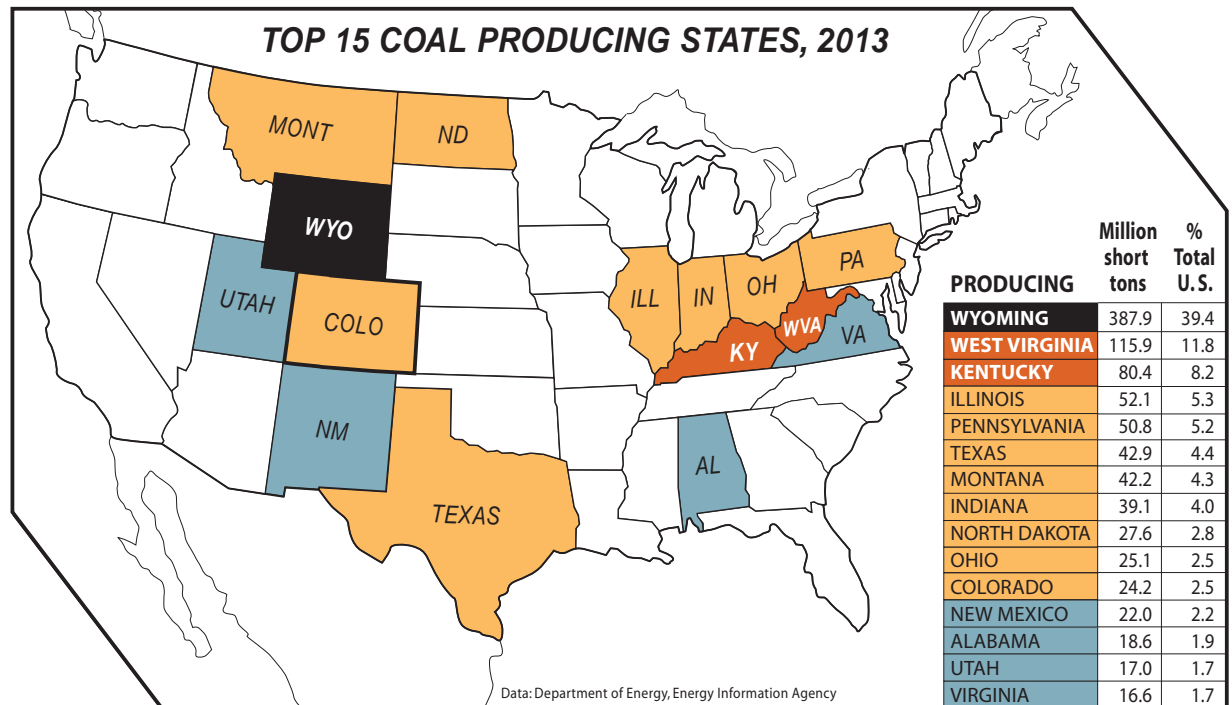 TOP 15 COAL PRODUCING STATES, 2013
MONT
ND
WYO
UTAH
COLO
NM
TEXAS
ILL
IN
OH
PA
KY
WVA
VA
AL
PRODUCING Million short tons % Total U.S.
WYOMING 387.9 39.4
WEST VIRGINIA 115.9 11.8
KENTUCKY 80.4 8.2
ILLINOIS 52.1 5.3
PENNSYLVANIA 50.8 5.2
TEXAS 42.9 4.4
MONTANA 42.2 4.3
INDIANA 39.1 4.0
NORTH DAKOTA 27.6 2.8
OHIO 25.1 2.5
COLORADO 24.2 2.5
NEW MEXICO 22.0 2.2
ALABAMA 18.6 1.9
UTAH 17.0 1.7
VIRGINIA 16.6 1.7
Data: Department of Energy, Energy Information Agency